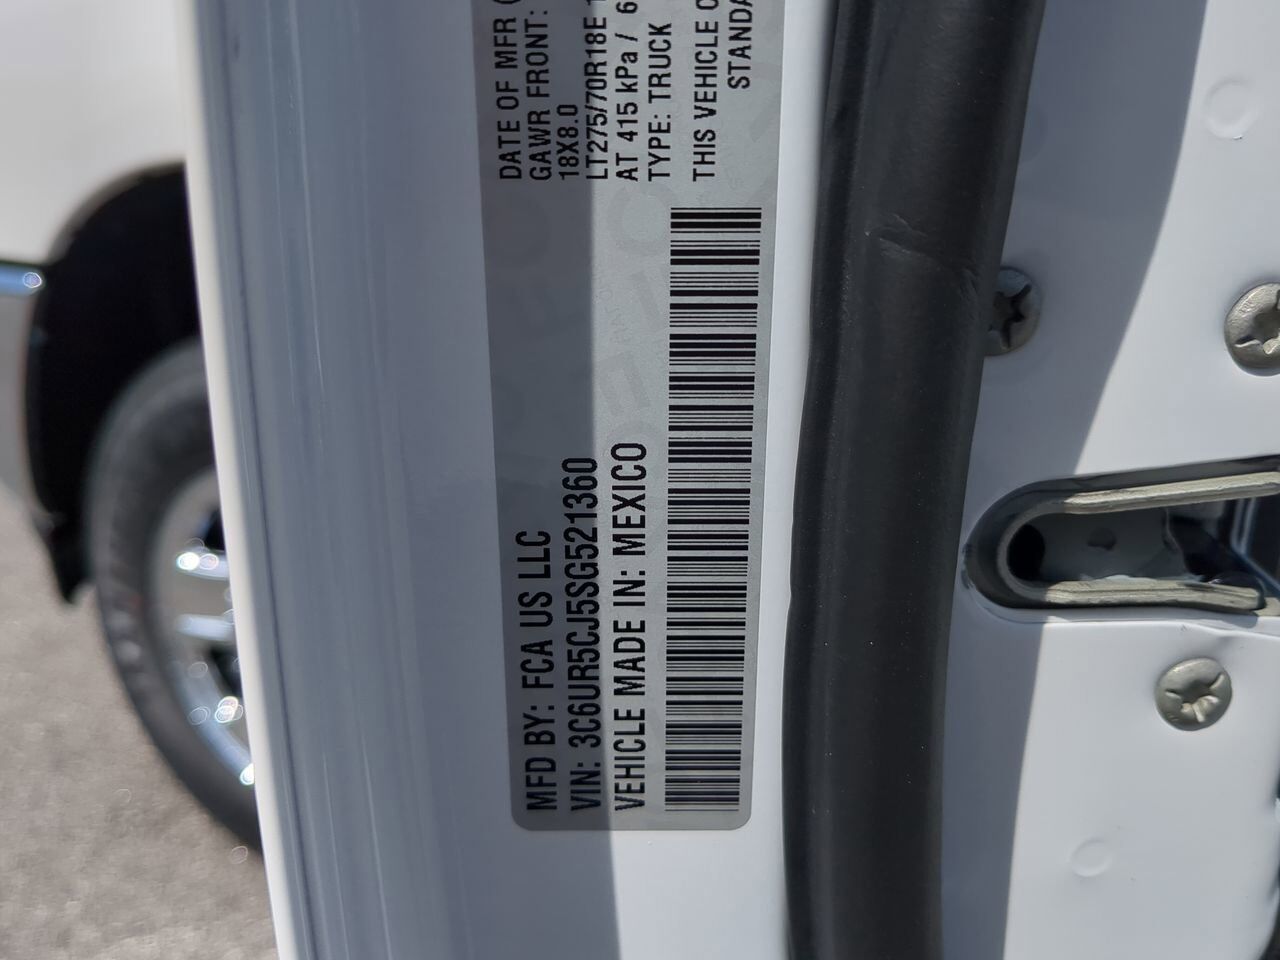 MFD BY: FCA US LLC
VIN: 3C6UR5CJ5SG521360
VEHICLE MADE IN: MEXICO
DATE OF MFR (
GAWR FRONT:
18X8.0
LT275/70R18E
AT 415 kPa / 6
TYPE: TRUCK
THIS VEHICLE C
STANDA